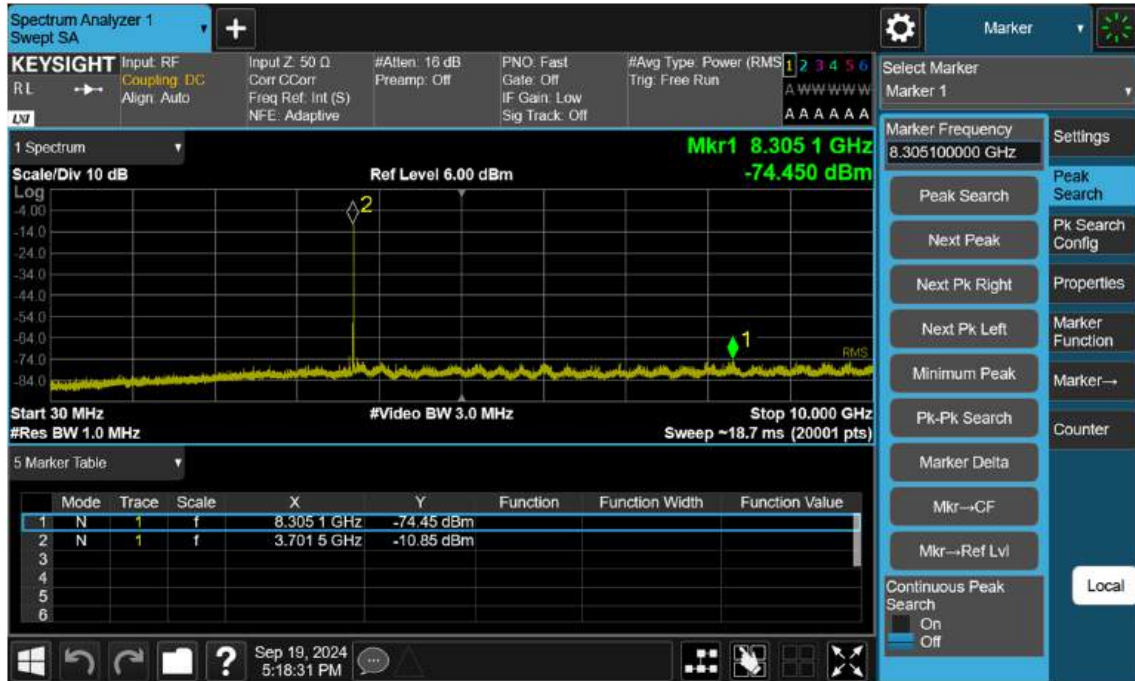 Spectrum Analyzer 1
Swept SA
Marker
KEYSIGHT
Input: RF
Coupling: DC
Align: Auto
Input Z: 50 Ω
Corr CCorr
Freq Ref: Int (S)
NFE: Adaptive
#Atten: 16 dB
Preamp: Off
PNO: Fast
Gate: Off
IF Gain: Low
Sig Track: Off
#Avg Type: Power (RMS
Trig: Free Run
1 2 3 4 5 6
A W W W W W
A A A A A A
R L
LXI
Select Marker
Marker 1
1 Spectrum
Scale/Div 10 dB
Ref Level 6.00 dBm
Mkr1 8.305 1 GHz
-74.450 dBm
Log
-4.00
-14.0
-24.0
-34.0
-44.0
-54.0
-64.0
-74.0
-84.0
2
1
RMS
Start 30 MHz
#Video BW 3.0 MHz
Stop 10.000 GHz
#Res BW 1.0 MHz
Sweep ~18.7 ms (20001 pts)
5 Marker Table
Mode Trace Scale X Y Function Function Width Function Value
1 N 1 f 8.305 1 GHz -74.45 dBm
2 N 1 f 3.701 5 GHz -10.85 dBm
3
4
5
6
Marker Frequency
8.305100000 GHz
Peak Search
Next Peak
Next Pk Right
Next Pk Left
Minimum Peak
Pk-Pk Search
Marker Delta
Mkr→CF
Mkr→Ref Lvl
Continuous Peak
Search
On
Off
Settings
Peak
Search
Pk Search
Config
Properties
Marker
Function
Marker→
Counter
Local
?
Sep 19, 2024
5:18:31 PM